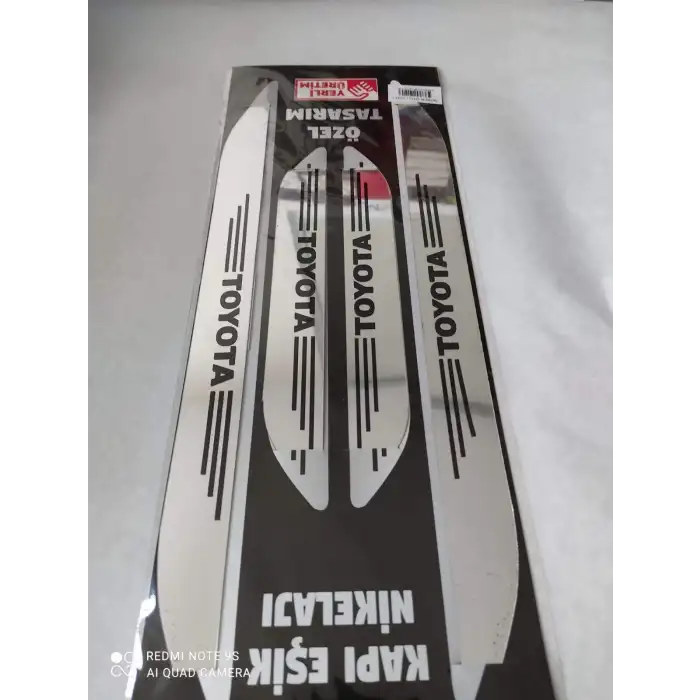 YERLİ
ÜRETİM
ÖZEL
TASARIM
TOYOTA
TOYOTA
TOYOTA
TOYOTA
KAPI EŞİK
NİKELAJI
REDMI NOTE 9S
AI QUAD CAMERA